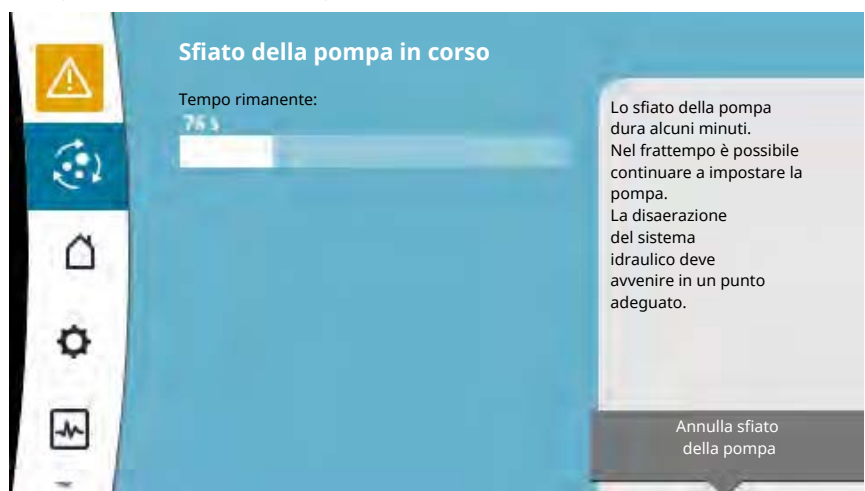 Sfiato della pompa in corso
Tempo rimanente:
76 s
Lo sfiato della pompa
dura alcuni minuti.
Nel frattempo è possibile
continuare a impostare la
pompa.
La disaerazione
del sistema
idraulico deve
avvenire in un punto
adeguato.
Annulla sfiato
della pompa